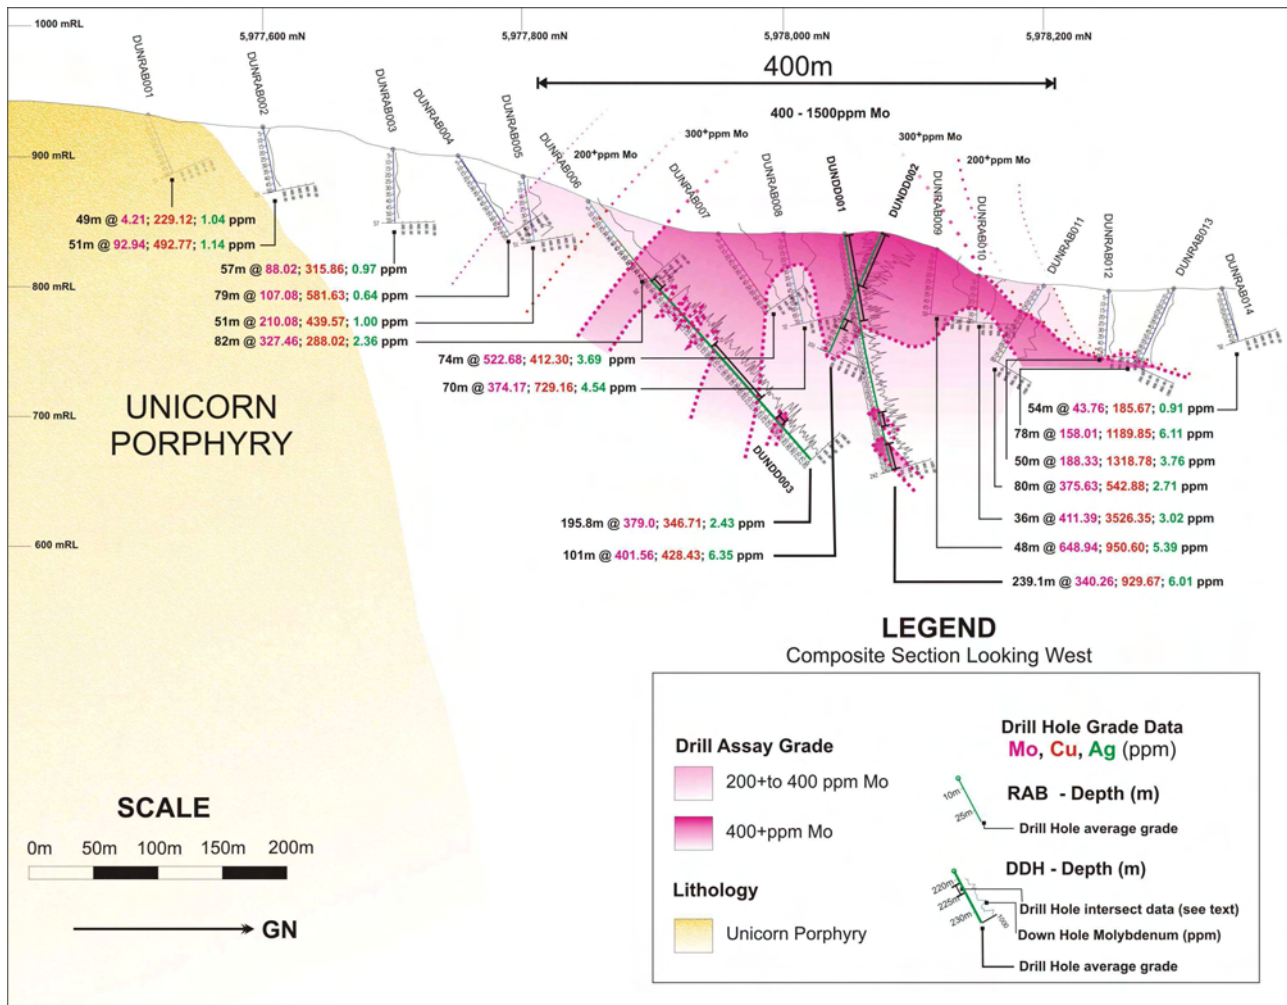 1000 mRL
5,977,600 mN
5,977,800 mN
5,978,000 mN
5,978,200 mN
400m
400 - 1500ppm Mo
DUNRAB001
DUNRAB002
DUNRAB003
DUNRAB004
DUNRAB005
DUNRAB006
DUNRAB007
DUNRAB008
DUNDD001
DUNDD002
DUNRAB009
DUNRAB010
DUNRAB011
DUNRAB012
DUNRAB013
DUNRAB014
200+ppm Mo
300+ppm Mo
300+ppm Mo
200+ppm Mo
900 mRL
800 mRL
700 mRL
600 mRL
49m @ 4.21; 229.12; 1.04 ppm
51m @ 92.94; 492.77; 1.14 ppm
57m @ 88.02; 315.86; 0.97 ppm
79m @ 107.08; 581.63; 0.64 ppm
51m @ 210.08; 439.57; 1.00 ppm
82m @ 327.46; 288.02; 2.36 ppm
74m @ 522.68; 412.30; 3.69 ppm
70m @ 374.17; 729.16; 4.54 ppm
DUNDD003
195.8m @ 379.0; 346.71; 2.43 ppm
101m @ 401.56; 428.43; 6.35 ppm
54m @ 43.76; 185.67; 0.91 ppm
78m @ 158.01; 1189.85; 6.11 ppm
50m @ 188.33; 1318.78; 3.76 ppm
80m @ 375.63; 542.88; 2.71 ppm
36m @ 411.39; 3526.35; 3.02 ppm
48m @ 648.94; 950.60; 5.39 ppm
239.1m @ 340.26; 929.67; 6.01 ppm
UNICORN
PORPHYRY
LEGEND
Composite Section Looking West
Drill Assay Grade
200+to 400 ppm Mo
400+ppm Mo
Lithology
Unicorn Porphyry
Drill Hole Grade Data
Mo, Cu, Ag (ppm)
RAB - Depth (m)
10m
25m
Drill Hole average grade
DDH - Depth (m)
220m
225m
230m
1000
Drill Hole intersect data (see text)
Down Hole Molybdenum (ppm)
Drill Hole average grade
SCALE
0m 50m 100m 150m 200m
GN